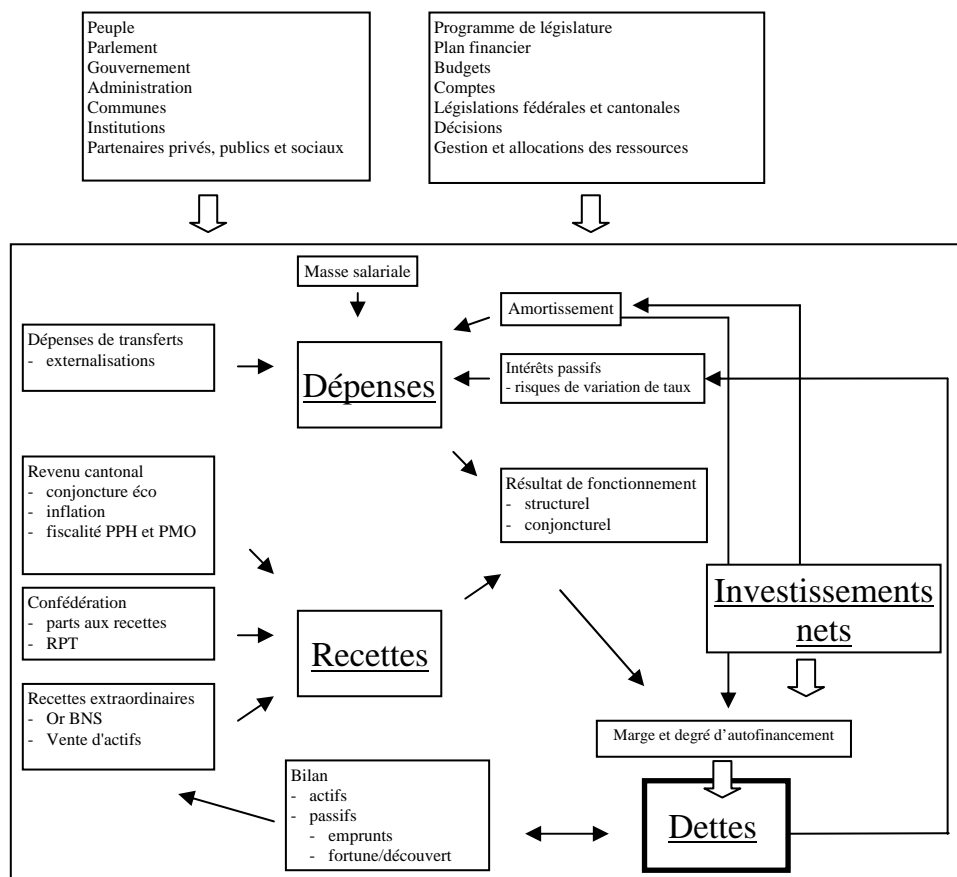 Peuple
Parlement
Gouvernement
Administration
Communes
Institutions
Partenaires privés, publics et sociaux
Programme de législature
Plan financier
Budgets
Comptes
Législations fédérales et cantonales
Décisions
Gestion et allocations des ressources
Masse salariale
Amortissement
Dépenses de transferts
- externalisations
Dépenses
Intérêts passifs
- risques de variation de taux
Revenu cantonal
- conjoncture éco
- inflation
- fiscalité PPH et PMO
Résultat de fonctionnement
- structurel
- conjoncturel
Investissements
nets
Confédération
- parts aux recettes
- RPT
Recettes
Recettes extraordinaires
- Or BNS
- Vente d'actifs
Marge et degré d’autofinancement
Bilan
- actifs
- passifs
- emprunts
- fortune/découvert
Dettes